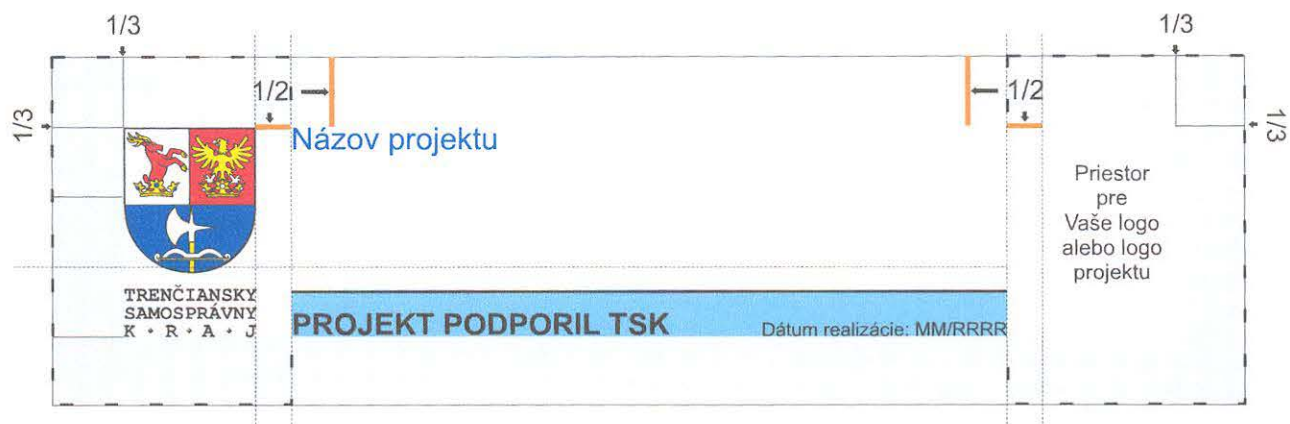 1/3
1/3
1/2
1/2
1/3
1/3
Názov projektu
Priestor
pre
Vaše logo
alebo logo
projektu
TRENČIANSKY
SAMOSPRÁVNY
K · R · A · J
PROJEKT PODPORIL TSK
Dátum realizácie: MM/RRRR